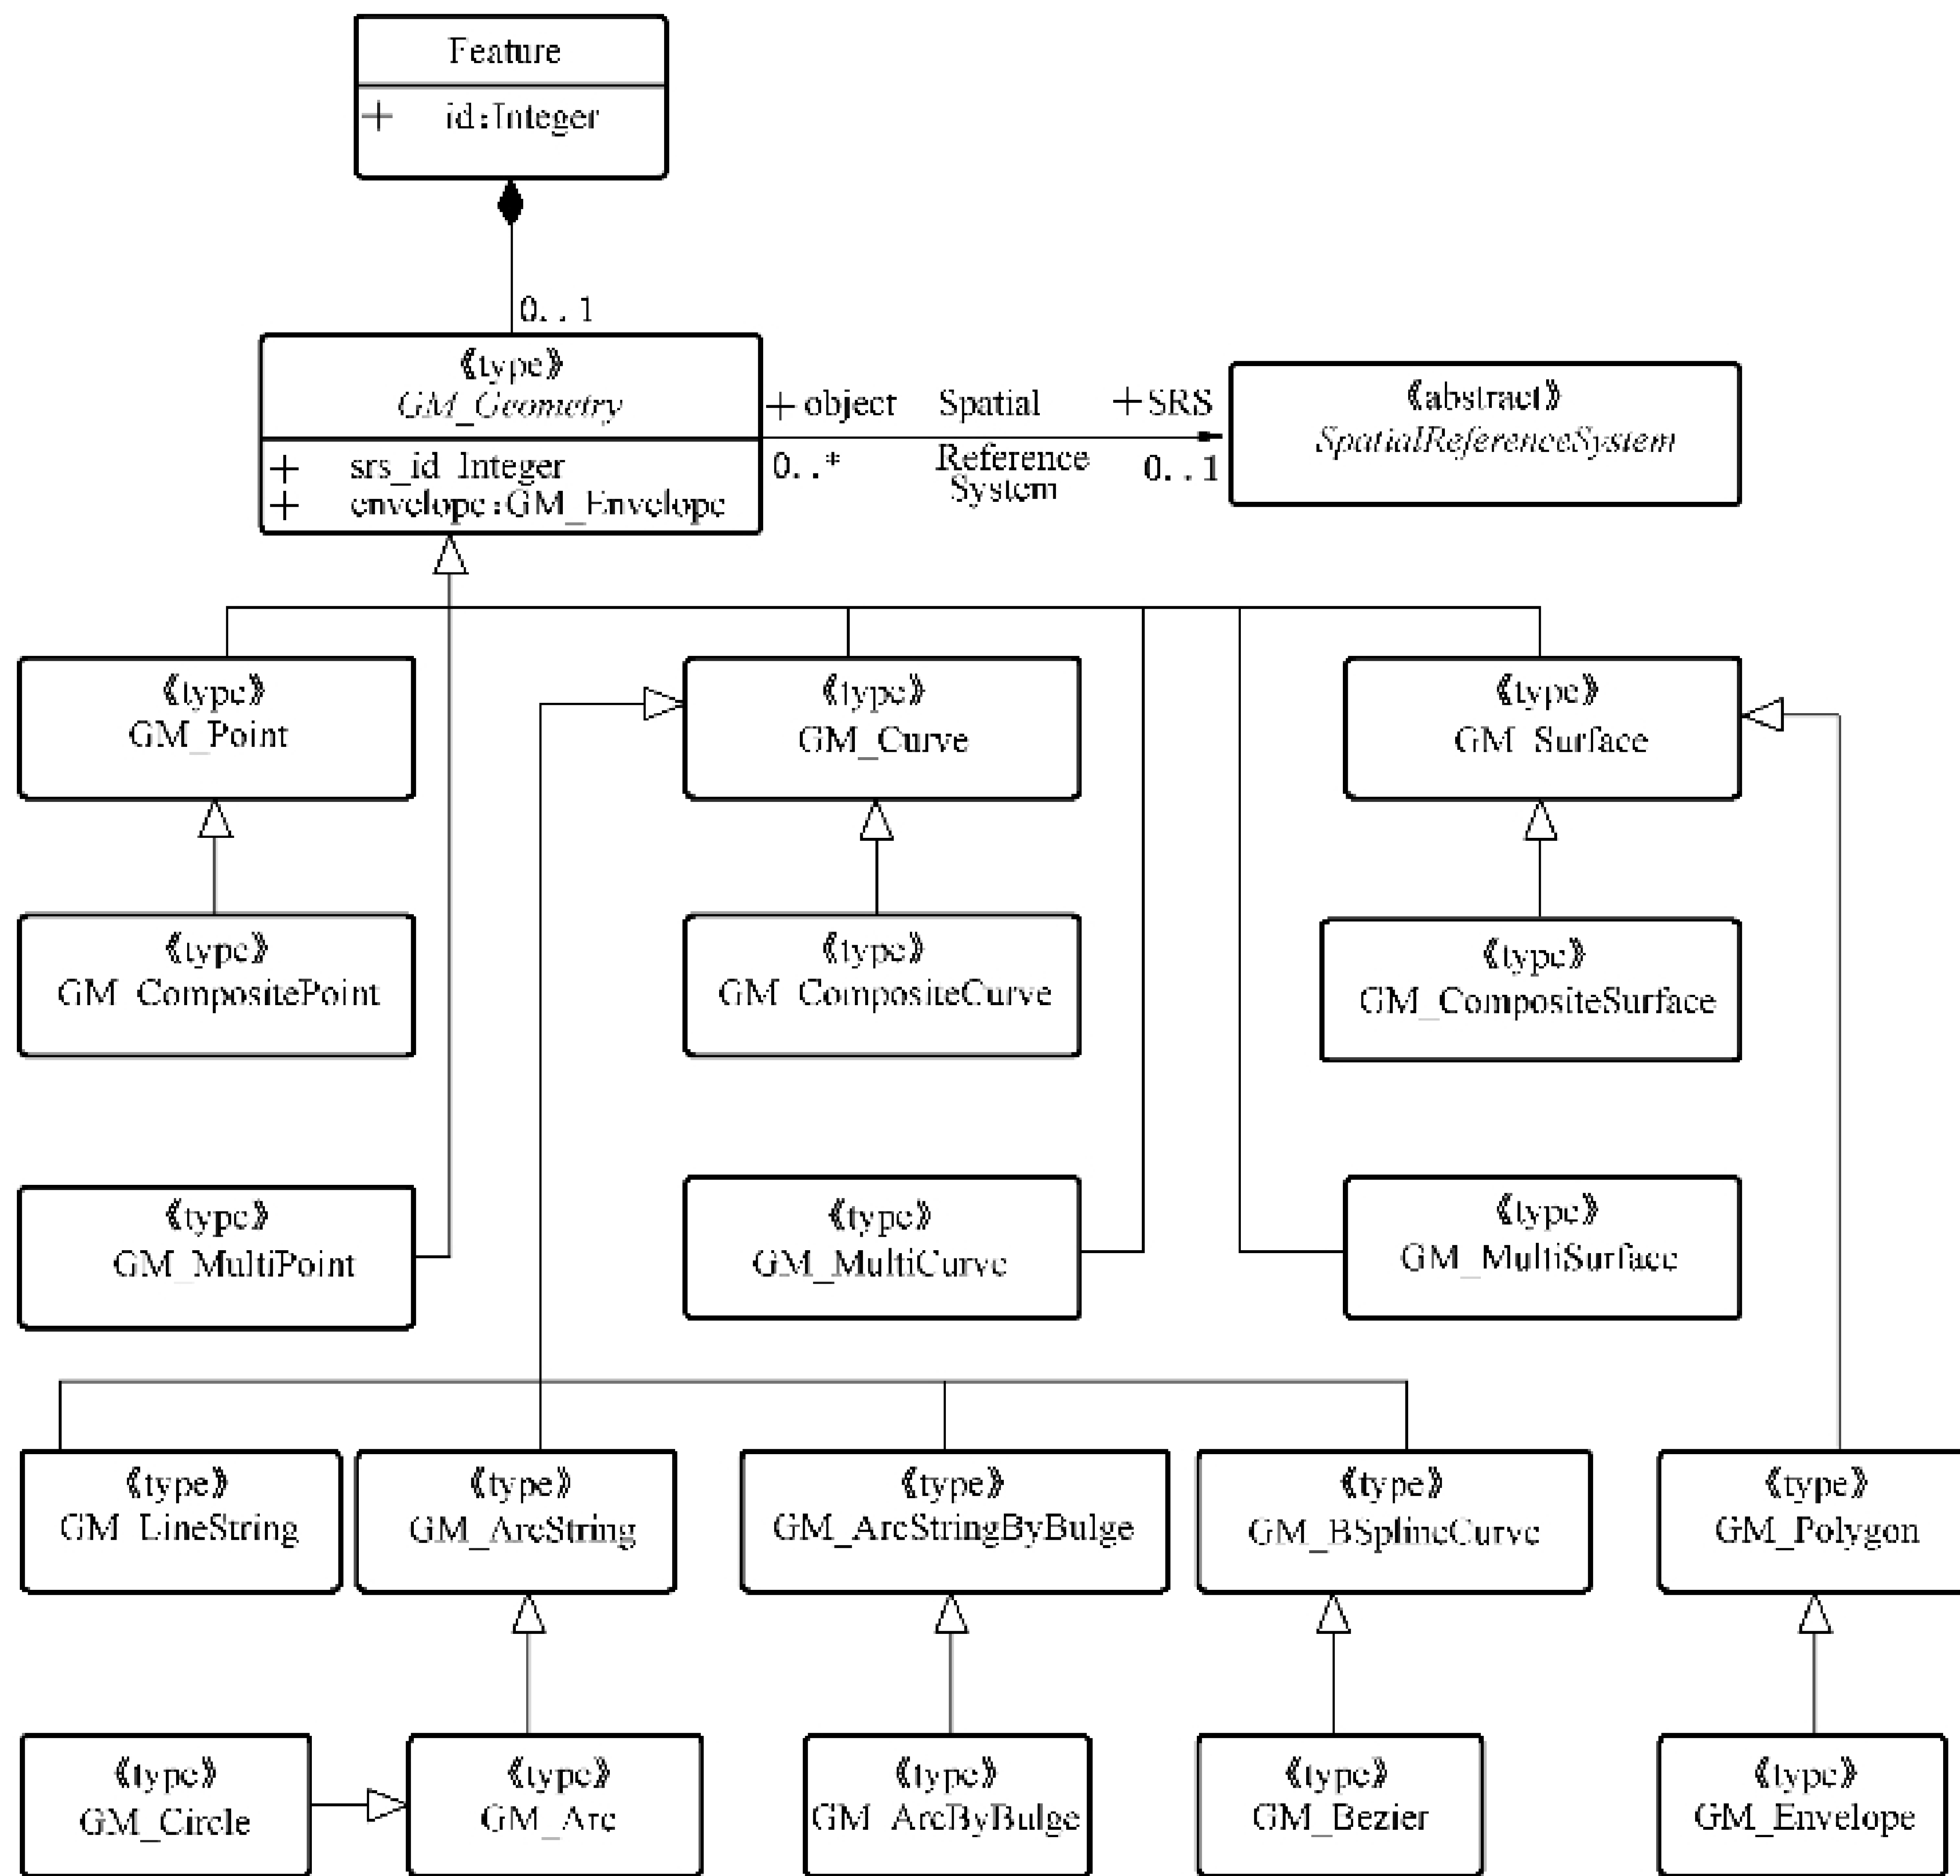 Feature
+ id:Integer
0..1
《type》
GM_Geometry
+ srs_id Integer
+ envelope:GM_Envelope
+ object Spatial + SRS
0..* Reference 0..1
System
《abstract》
SpatialReferenceSystem
《type》
GM_Point
《type》
GM_Curve
《type》
GM_Surface
《type》
GM_CompositePoint
《type》
GM_CompositeCurve
《type》
GM_CompositeSurface
《type》
GM_MultiPoint
《type》
GM_MultiCurve
《type》
GM_MultiSurface
《type》
GM_LineString
《type》
GM_ArcString
《type》
GM_ArcStringByBulge
《type》
GM_BSplineCurve
《type》
GM_Polygon
《type》
GM_Circle
《type》
GM_Arc
《type》
GM_ArcByBulge
《type》
GM_Bezier
《type》
GM_Envelope